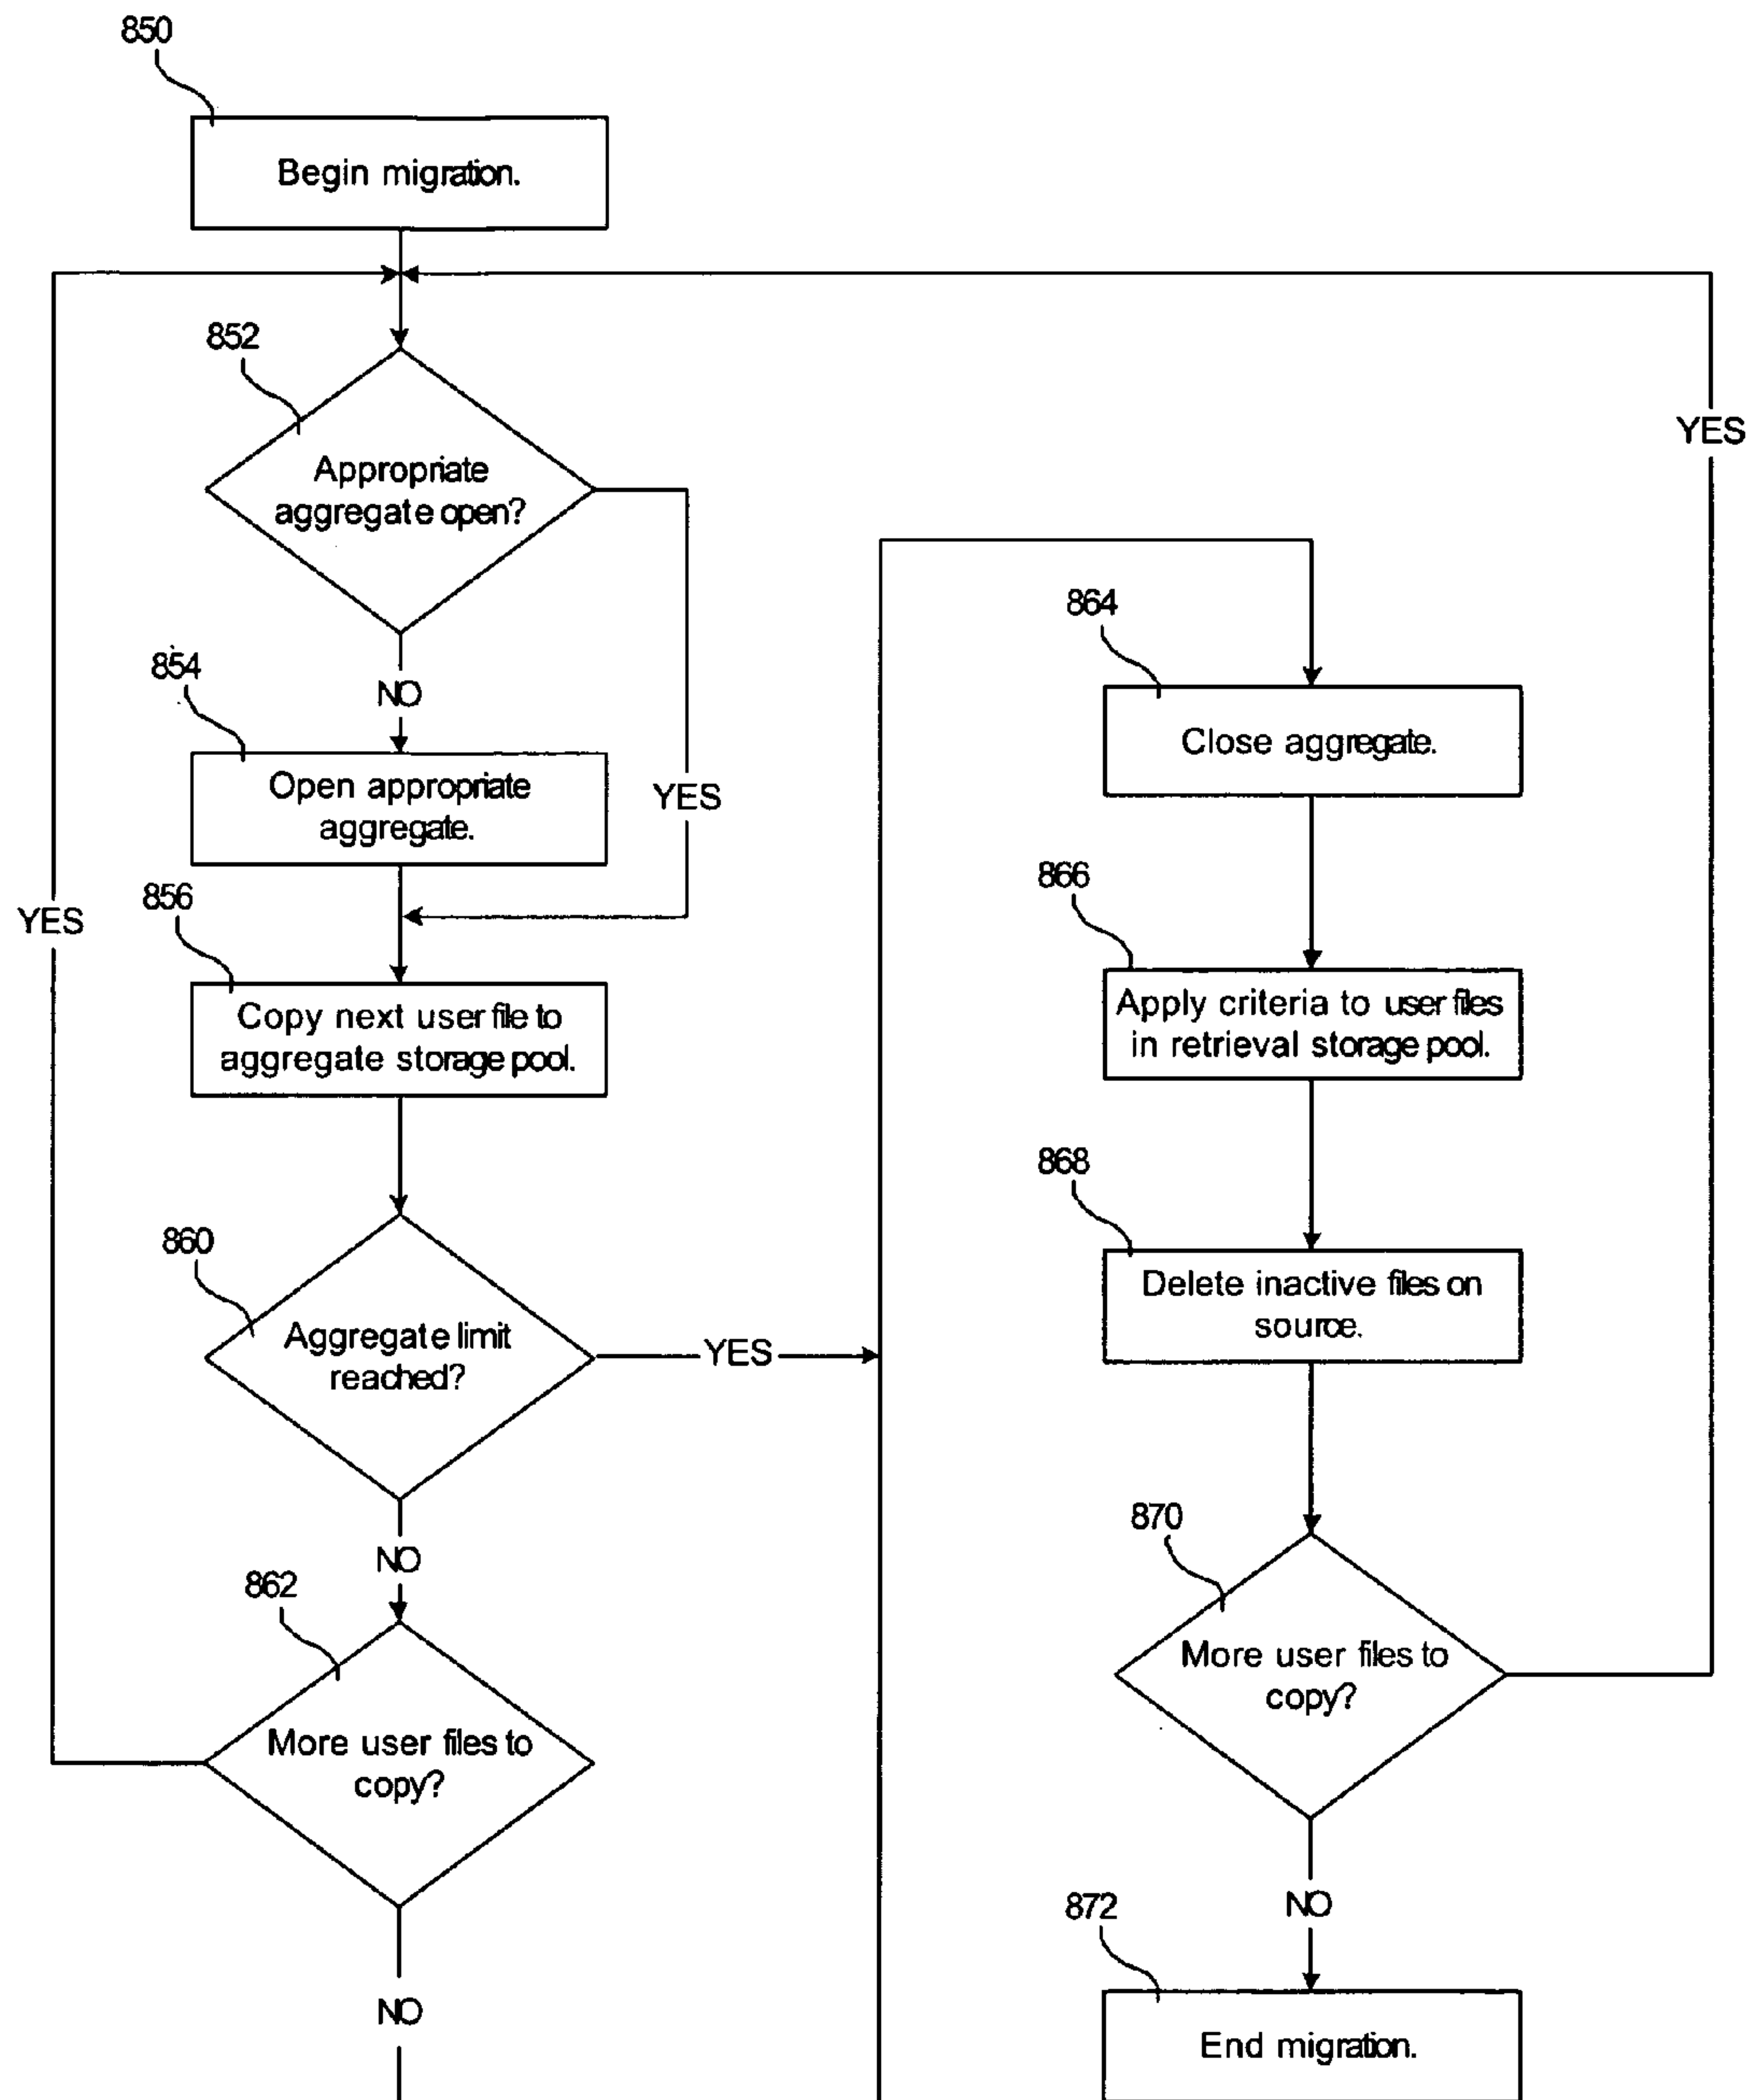 850
Begin migration.
852
Appropriate
aggregate open?
YES
NO
854
Open appropriate
aggregate.
YES
856
Copy next user file to
aggregate storage pool.
860
Aggregate limit
reached?
YES
NO
862
More user files to
copy?
YES
NO
864
Close aggregate.
866
Apply criteria to user files
in retrieval storage pool.
868
Delete inactive files on
source.
870
More user files to
copy?
NO
872
End migration.